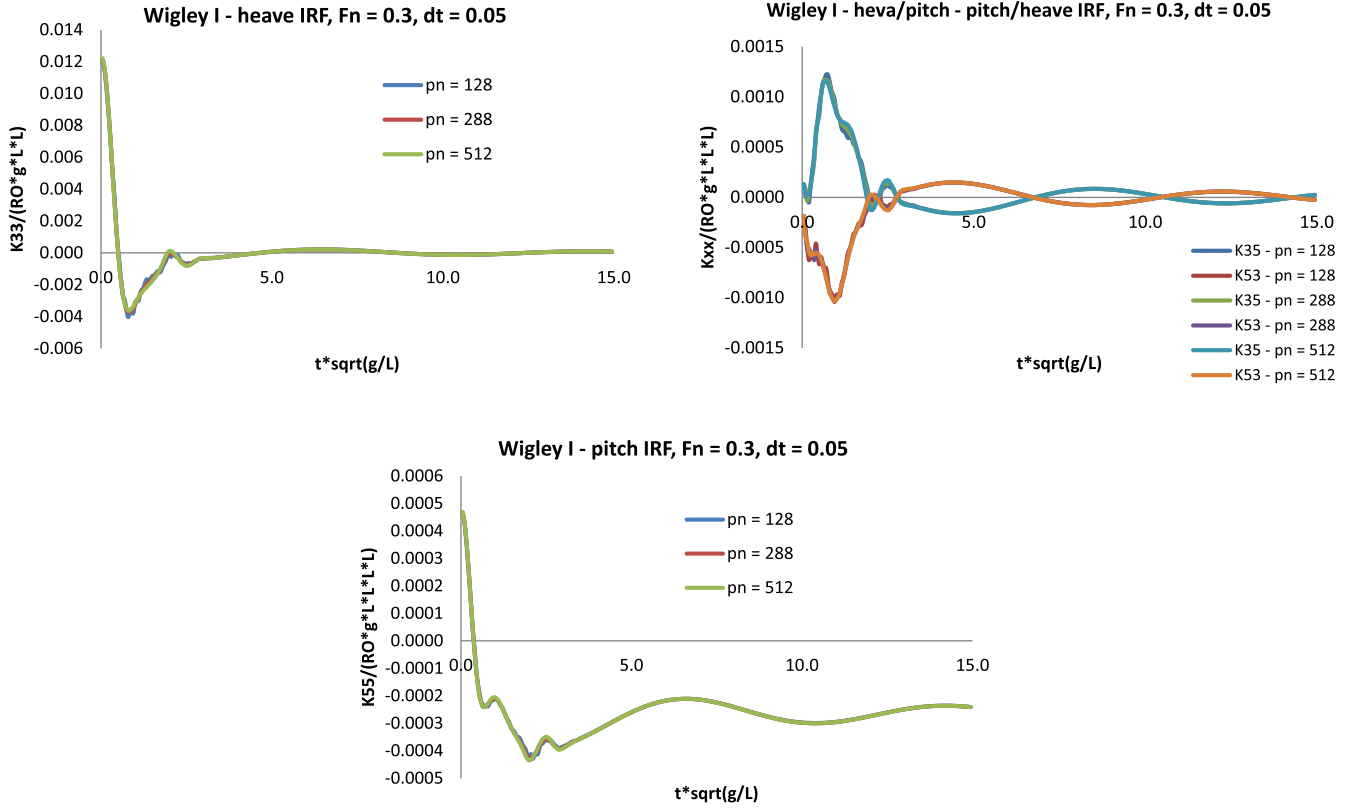 Wigley I - heave IRF, Fn = 0.3, dt = 0.05
0.014
0.012
0.010
0.008
0.006
0.004
0.002
0.000
-0.002
-0.004
-0.006
K33/(RO*g*L*L)
0.0
5.0
10.0
15.0
t*sqrt(g/L)
pn = 128
pn = 288
pn = 512
Wigley I - heva/pitch - pitch/heave IRF, Fn = 0.3, dt = 0.05
0.0015
0.0010
0.0005
0.0000
-0.0005
-0.0010
-0.0015
Kxx/(RO*g*L*L*L)
0.0
5.0
10.0
15.0
t*sqrt(g/L)
K35 - pn = 128
K53 - pn = 128
K35 - pn = 288
K53 - pn = 288
K35 - pn = 512
K53 - pn = 512
Wigley I - pitch IRF, Fn = 0.3, dt = 0.05
0.0006
0.0005
0.0004
0.0003
0.0002
0.0001
0.0000
-0.0001
-0.0002
-0.0003
-0.0004
-0.0005
K55/(RO*g*L*L*L*L)
0.0
5.0
10.0
15.0
t*sqrt(g/L)
pn = 128
pn = 288
pn = 512